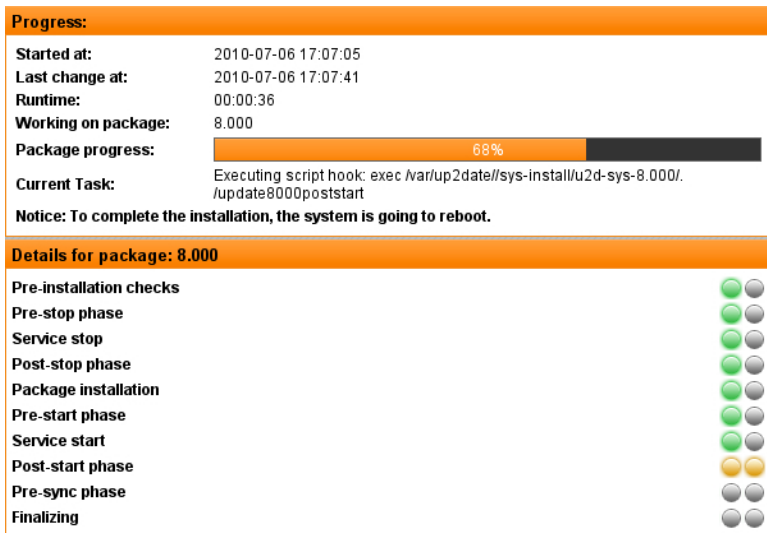 Progress:
Started at: 2010-07-06 17:07:05
Last change at: 2010-07-06 17:07:41
Runtime: 00:00:36
Working on package: 8.000
Package progress: 68%
Current Task: Executing script hook: exec /var/up2date//sys-install/u2d-sys-8.000/.
/update8000poststart
Notice: To complete the installation, the system is going to reboot.
Details for package: 8.000
Pre-installation checks
Pre-stop phase
Service stop
Post-stop phase
Package installation
Pre-start phase
Service start
Post-start phase
Pre-sync phase
Finalizing